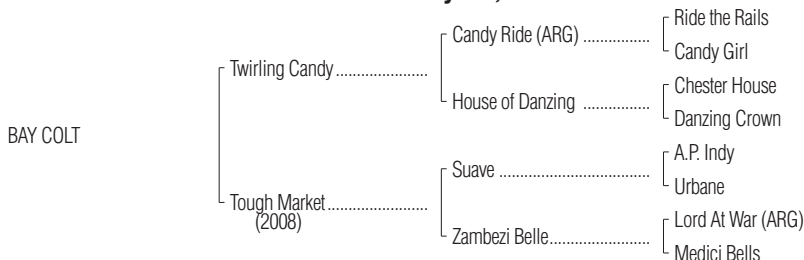 Ride the Rails
Candy Ride (ARG) ................
Candy Girl
Twirling Candy ......................
Chester House
House of Danzing ................
Danzing Crown
BAY COLT
A.P. Indy
Suave ....................................
Urbane
Tough Market ........................
(2008)
Lord At War (ARG)
Zambezi Belle ........................
Medici Bells